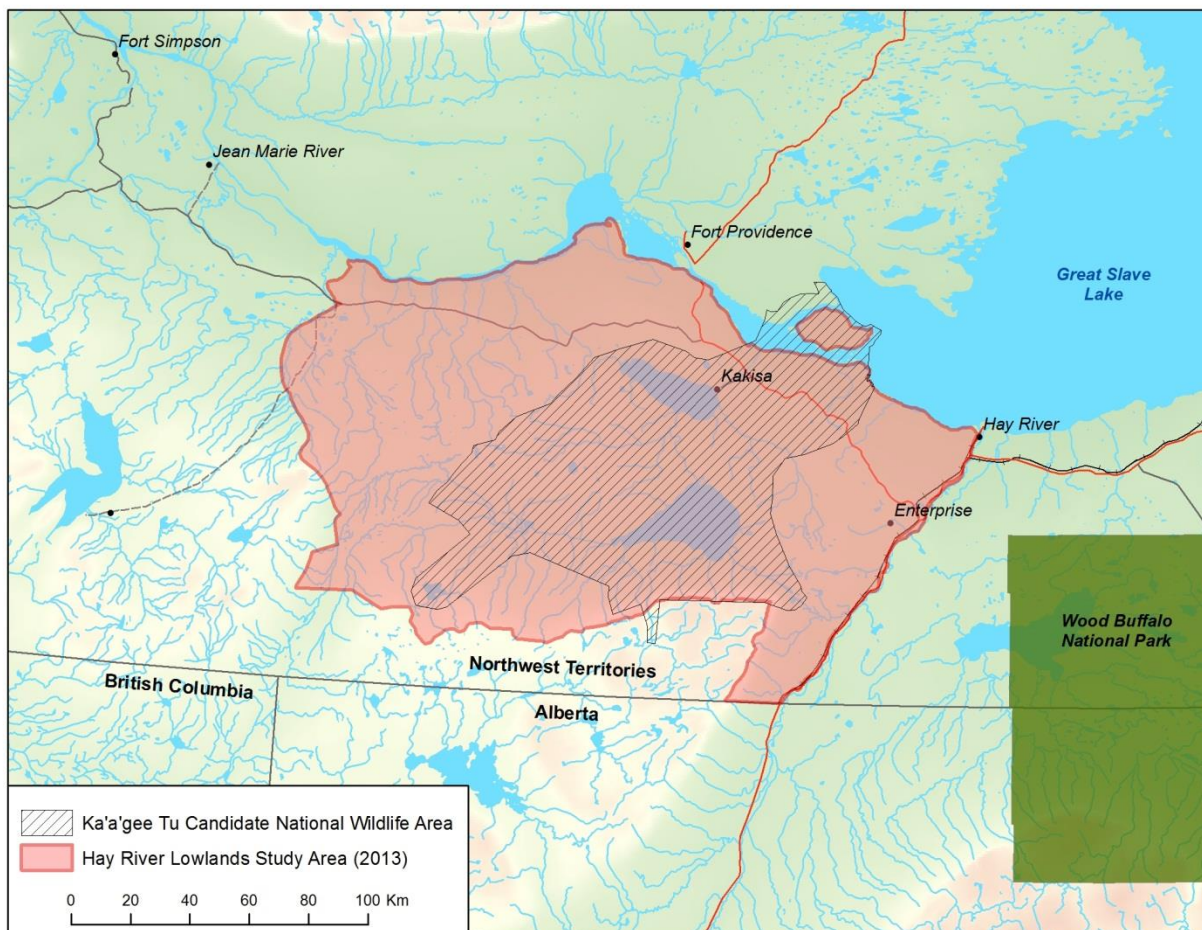 Fort Simpson
Jean Marie River
Fort Providence
Great Slave
Lake
Kakisa
Hay River
Enterprise
Wood Buffalo
National Park
Northwest Territories
British Columbia
Alberta
Ka'a'gee Tu Candidate National Wildlife Area
Hay River Lowlands Study Area (2013)
0 20 40 60 80 100 Km